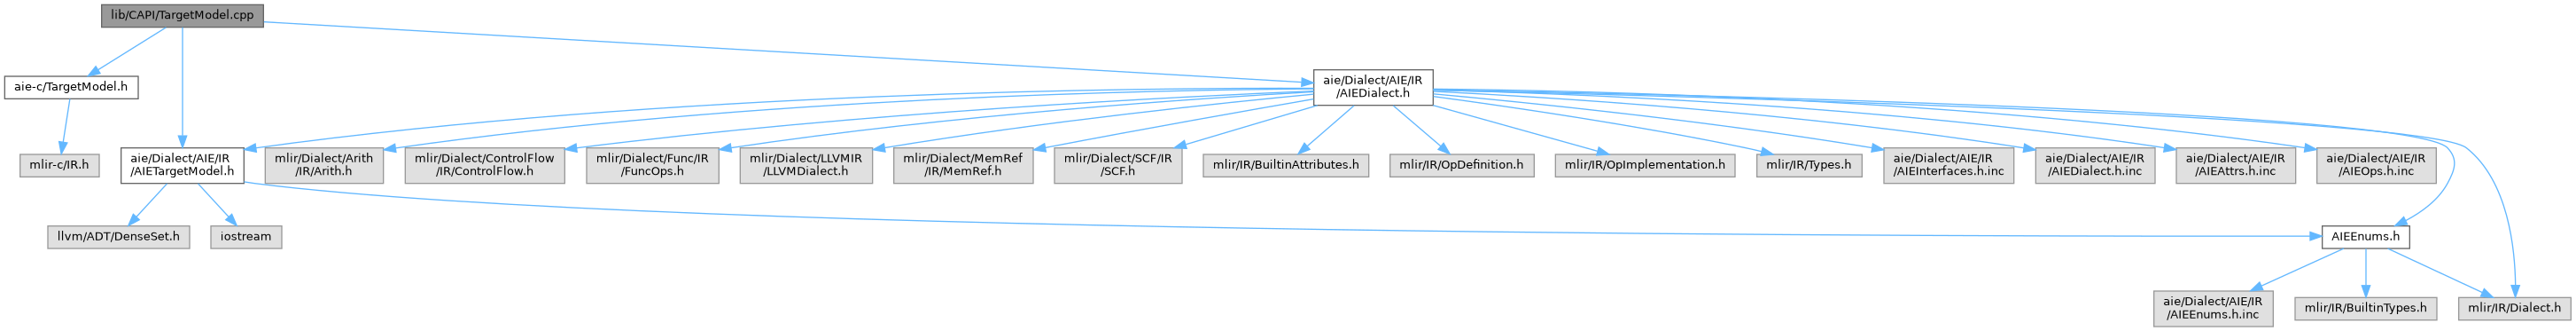 lib/CAPI/TargetModel.cpp
aie-c/TargetModel.h
aie/Dialect/AIE/IR
/AIEDialect.h
mlir-c/IR.h
aie/Dialect/AIE/IR
/AIETargetModel.h
mlir/Dialect/Arith
/IR/Arith.h
mlir/Dialect/ControlFlow
/IR/ControlFlow.h
mlir/Dialect/Func/IR
/FuncOps.h
mlir/Dialect/LLVMIR
/LLVMDialect.h
mlir/Dialect/MemRef
/IR/MemRef.h
mlir/Dialect/SCF/IR
/SCF.h
mlir/IR/BuiltinAttributes.h
mlir/IR/OpDefinition.h
mlir/IR/OpImplementation.h
mlir/IR/Types.h
aie/Dialect/AIE/IR
/AIEInterfaces.h.inc
aie/Dialect/AIE/IR
/AIEDialect.h.inc
aie/Dialect/AIE/IR
/AIEAttrs.h.inc
aie/Dialect/AIE/IR
/AIEOps.h.inc
llvm/ADT/DenseSet.h
iostream
AIEEnums.h
aie/Dialect/AIE/IR
/AIEEnums.h.inc
mlir/IR/BuiltinTypes.h
mlir/IR/Dialect.h